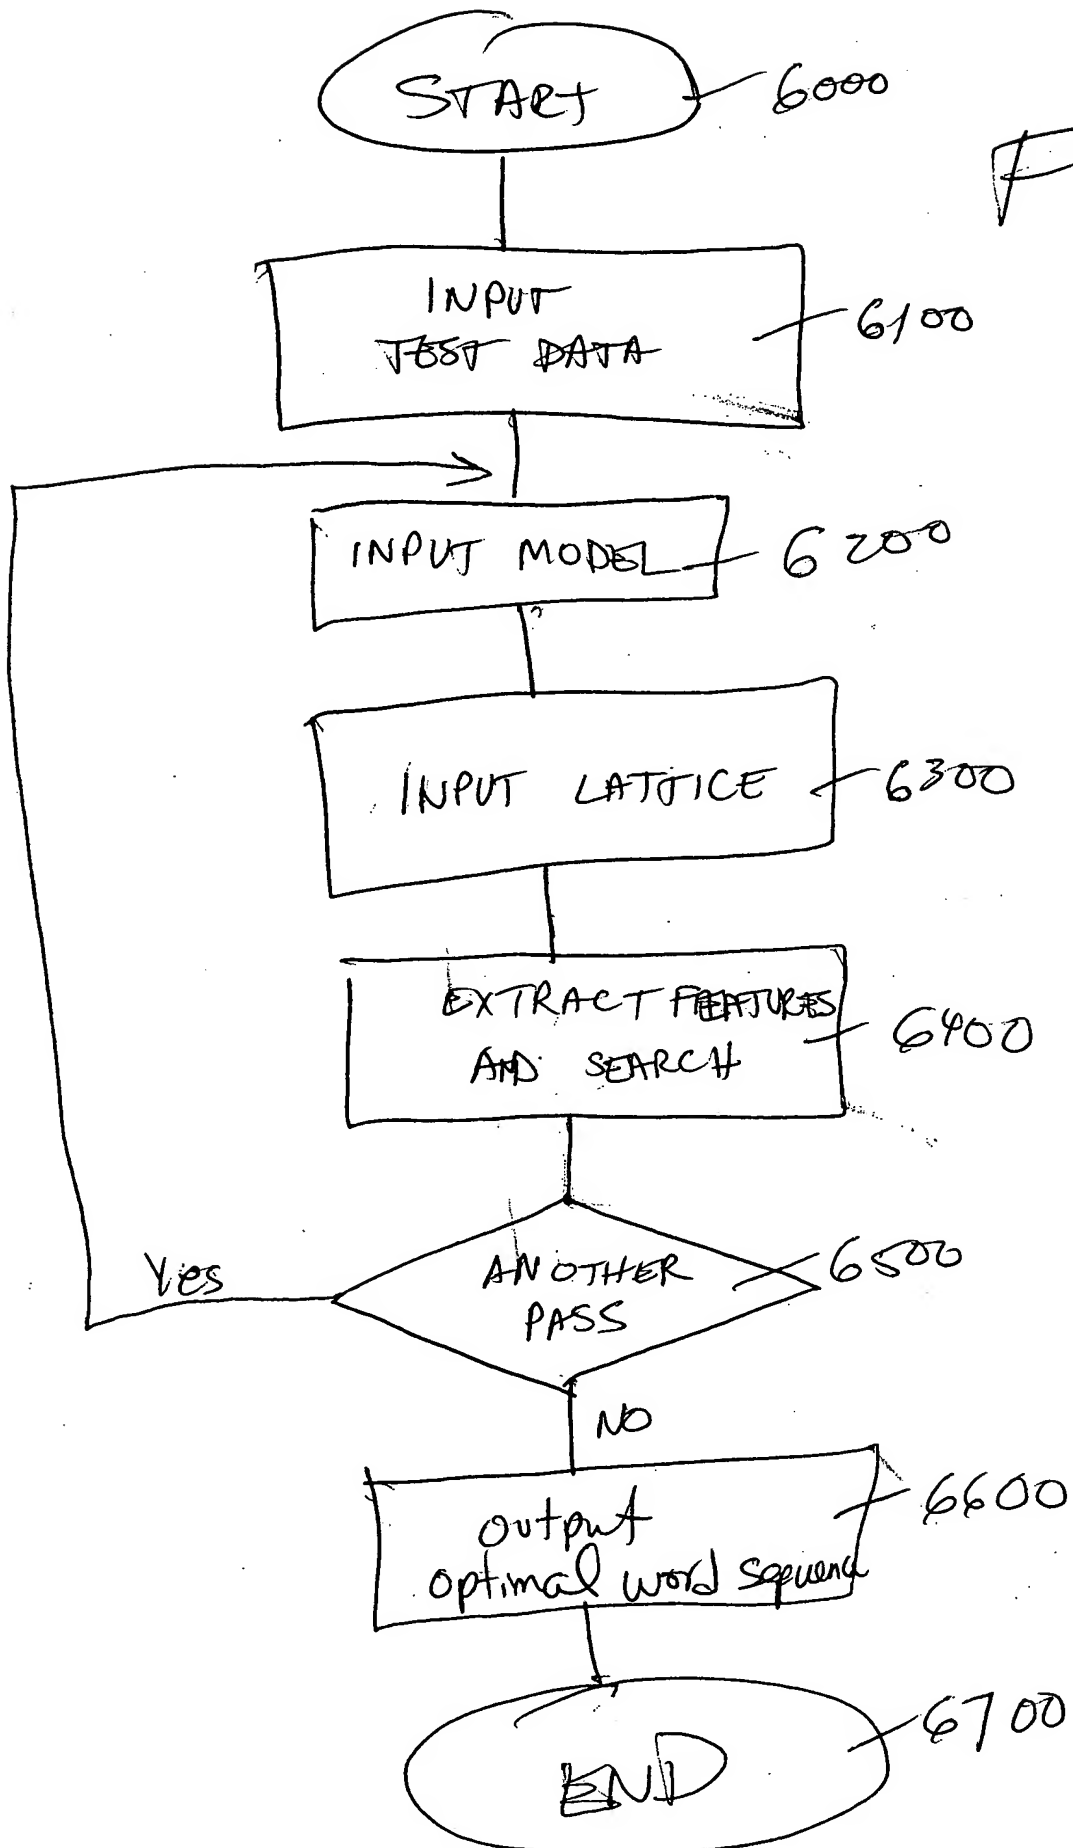 START
6000
INPUT
TEST DATA
6100
INPUT MODEL
6200
INPUT LATTICE
6300
EXTRACT FEATURES
AND SEARCH
6400
ANOTHER
PASS
6500
Yes
NO
output
optimal word sequence
6600
END
6700